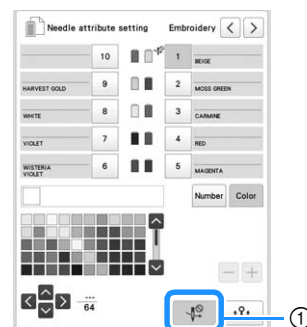 Needle attribute setting Embroidery
10 1 BEIGE
HARVEST GOLD 9 2 MOSS GREEN
WHITE 8 3 CARMINE
VIOLET 7 4 RED
WISTERIA VIOLET 6 5 MAGENTA
Number Color
---
64
①